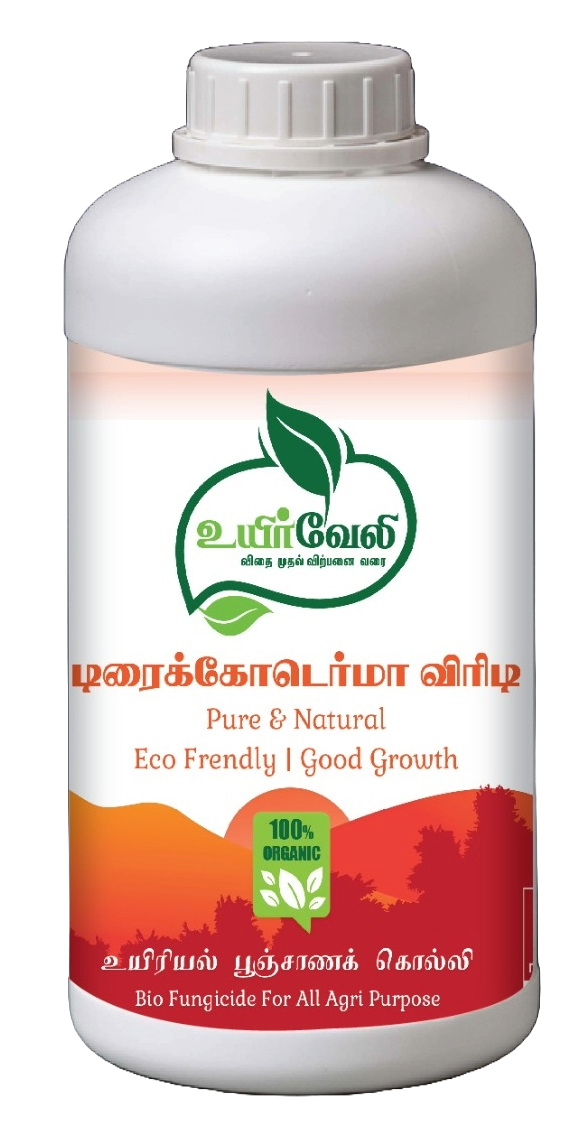 உயிர்வேலி
விதை முதல் விற்பனை வரை
டிரைக்கோடெர்மா விரிடி
Pure & Natural
Eco Frendly | Good Growth
100%
ORGANIC
உயிரியல் பூஞ்சாணக் கொல்லி
Bio Fungicide For All Agri Purpose